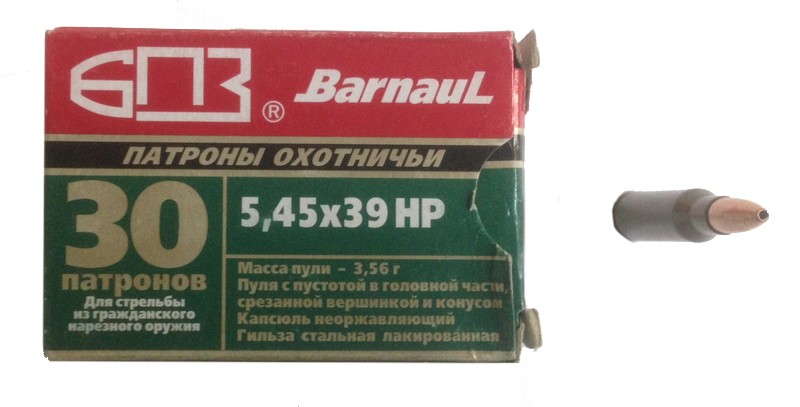 БПЗ® Barnaul
ПАТРОНЫ ОХОТНИЧЬИ
30
патронов
Для стрельбы
из гражданского
нарезного оружия
5,45x39 HP
Масса пули – 3,56 г
Пуля с пустотой в головной части,
срезанной вершинкой и конусом
Капсюль неоржавляющий
Гильза стальная лакированная